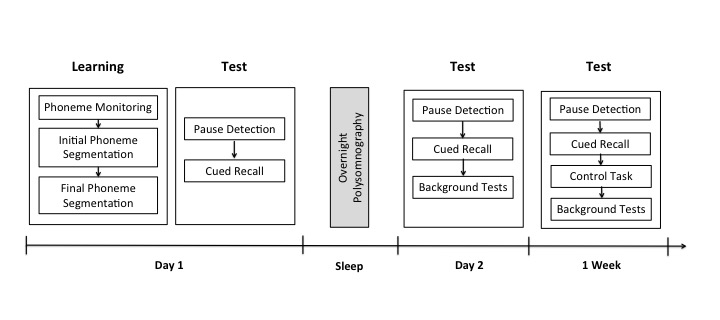 Learning
Test
Test
Test
Phoneme Monitoring
Initial Phoneme
Segmentation
Final Phoneme
Segmentation
Pause Detection
Cued Recall
Overnight
Polysomnography
Pause Detection
Cued Recall
Background Tests
Pause Detection
Cued Recall
Control Task
Background Tests
Day 1
Sleep
Day 2
1 Week